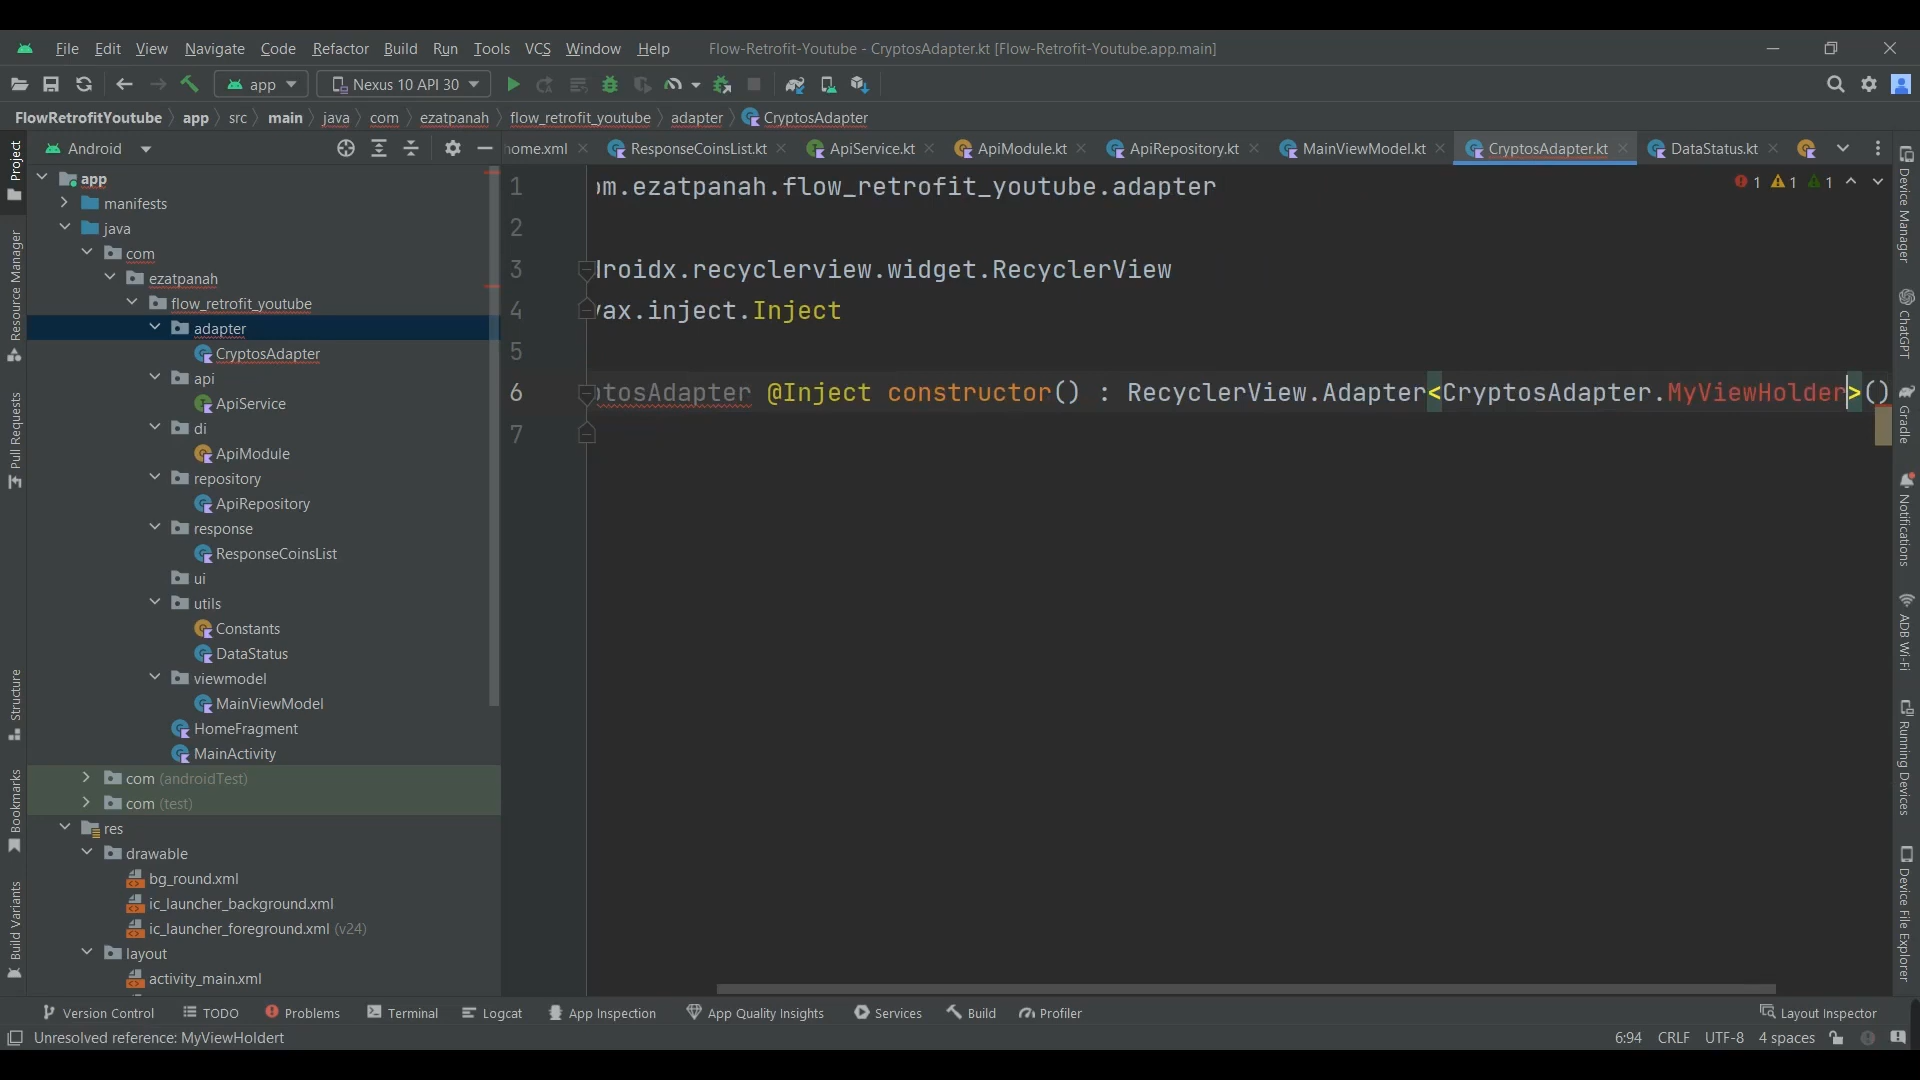 File Edit View Navigate Code Refactor Build Run Tools VCS Window Help Flow-Retrofit-Youtube - CryptosAdapter.kt [Flow-Retrofit-Youtube.app.main]
app Nexus 10 API 30
FlowRetrofitYoutube app src main java com ezatpanah flow_retrofit_youtube adapter CryptosAdapter
Android
home.xml ResponseCoinsList.kt ApiService.kt ApiModule.kt ApiRepository.kt MainViewModel.kt CryptosAdapter.kt DataStatus.kt
1 1 1
Project
Resource Manager
Pull Requests
Structure
Bookmarks
Build Variants
app
manifests
java
com
ezatpanah
flow_retrofit_youtube
adapter
CryptosAdapter
api
ApiService
di
ApiModule
repository
ApiRepository
response
ResponseCoinsList
ui
utils
Constants
DataStatus
viewmodel
MainViewModel
HomeFragment
MainActivity
com (androidTest)
com (test)
res
drawable
bg_round.xml
ic_launcher_background.xml
ic_launcher_foreground.xml (v24)
layout
activity_main.xml
1 om.ezatpanah.flow_retrofit_youtube.adapter
2
3 droidx.recyclerview.widget.RecyclerView
4 vax.inject.Inject
5
6 ptosAdapter @Inject constructor() : RecyclerView.Adapter<CryptosAdapter.MyViewHolder>()
7
Device Manager
ChatGPT
Gradle
Notifications
ADB Wi-Fi
Running Devices
Device File Explorer
Version Control TODO Problems Terminal Logcat App Inspection App Quality Insights Services Build Profiler Layout Inspector
Unresolved reference: MyViewHoldert 6:94 CRLF UTF-8 4 spaces